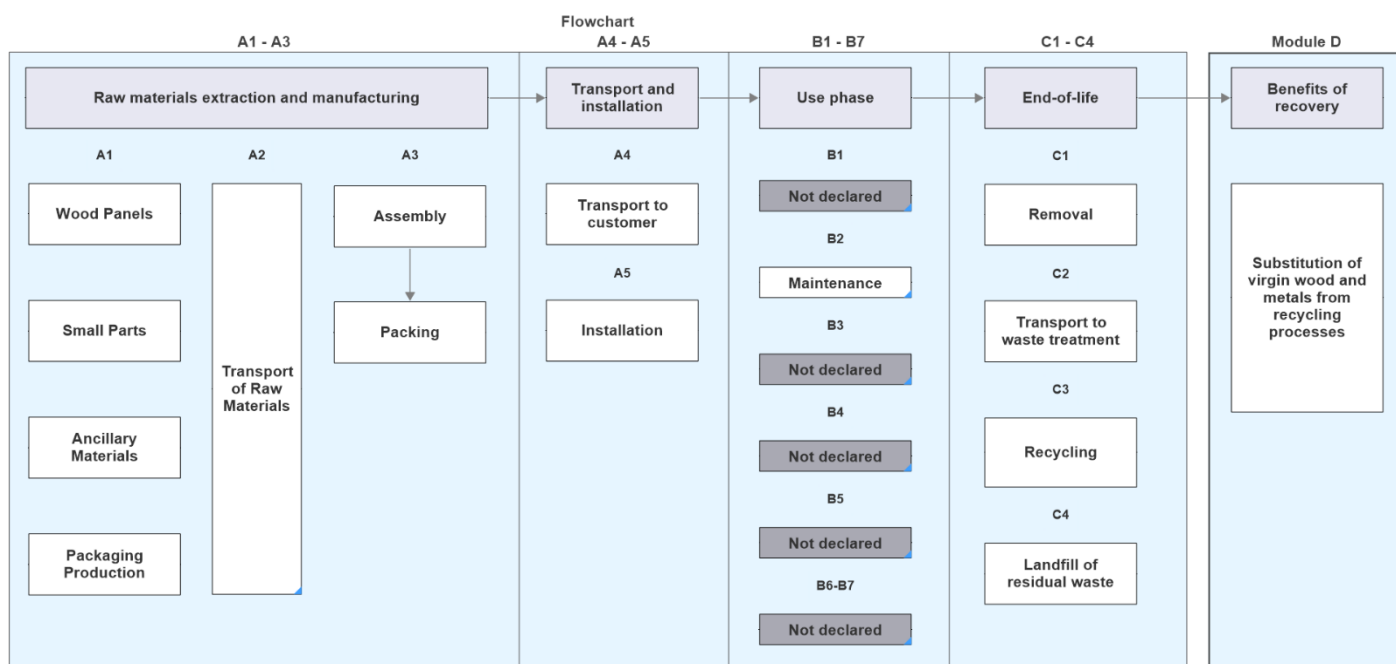 Flowchart
A1 - A3
A4 - A5
B1 - B7
C1 - C4
Module D
Raw materials extraction and manufacturing
Transport and
installation
Use phase
End-of-life
Benefits of
recovery
A1
Wood Panels
Small Parts
Ancillary
Materials
Packaging
Production
A2
Transport
of Raw
Materials
A3
Assembly
Packing
A4
Transport to
customer
A5
Installation
B1
Not declared
B2
Maintenance
B3
Not declared
B4
Not declared
B5
Not declared
B6-B7
Not declared
C1
Removal
C2
Transport to
waste treatment
C3
Recycling
C4
Landfill of
residual waste
Substitution of
virgin wood and
metals from
recycling
processes